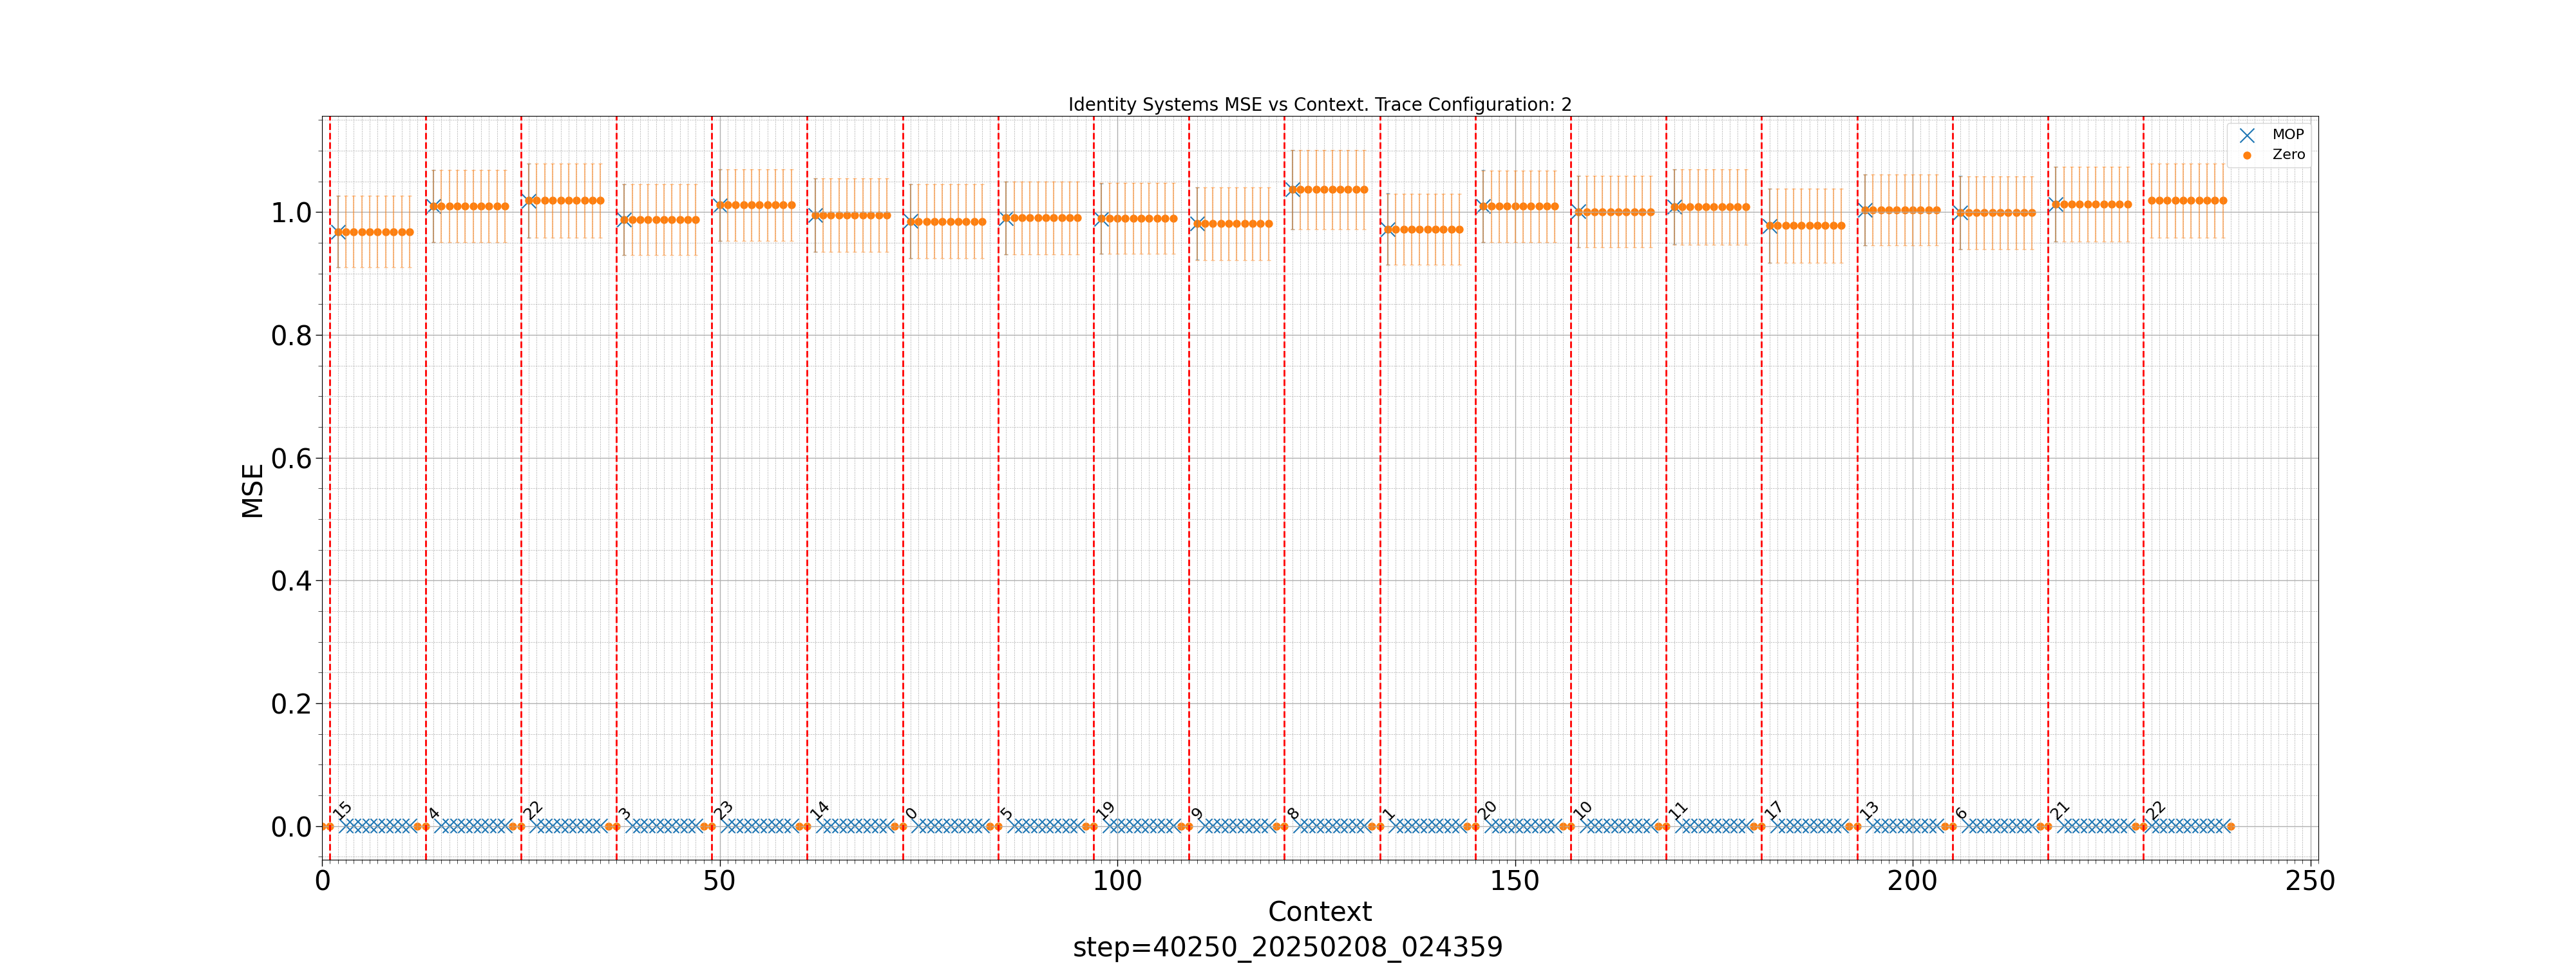 Identity Systems MSE vs Context. Trace Configuration: 2
MOP
Zero
MSE
1.0
0.8
0.6
0.4
0.2
0.0
15 4 22 3 23 14 0 5 19 9 8 1 20 10 11 17 13 6 21 22
0 50 100 150 200 250
Context
step=40250_20250208_024359